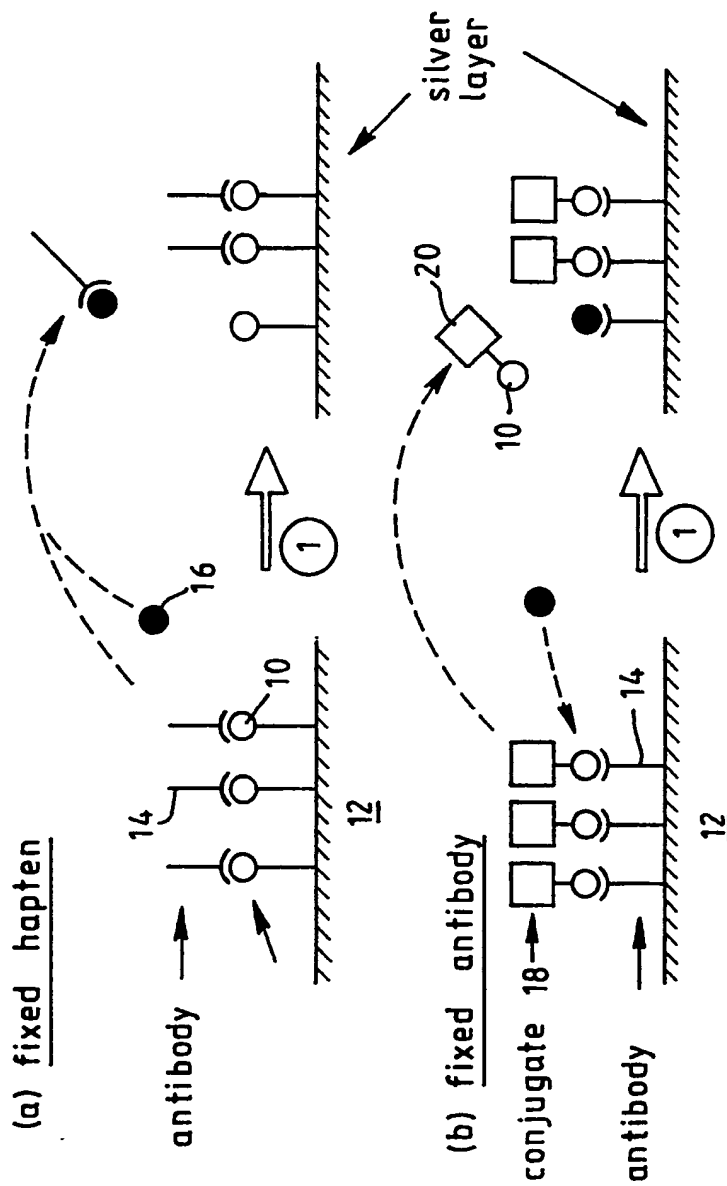 (a) fixed hapten
antibody
14
10
12
16
1
silver
layer
(b) fixed antibody
conjugate 18
antibody
14
12
20
10
1